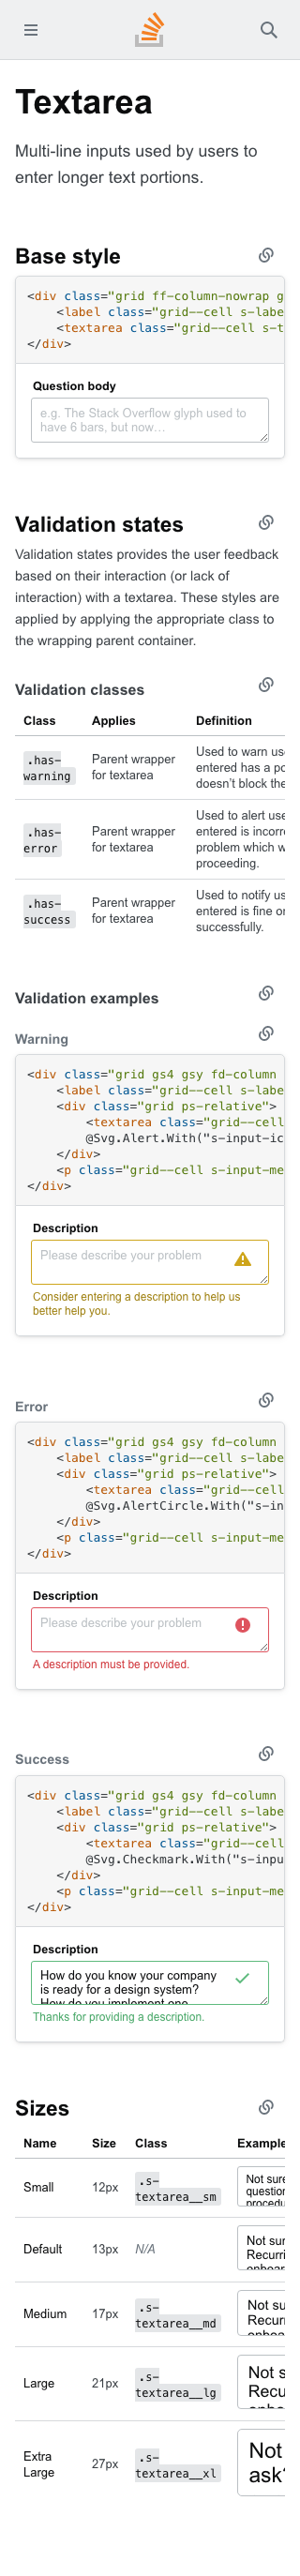 Textarea
Multi-line inputs used by users to
enter longer text portions.
Base style
<div class="grid ff-column-nowrap g
<label class="grid--cell s-labe
<textarea class="grid--cell s-t
</div>
Question body
e.g. The Stack Overflow glyph used to
have 6 bars, but now…
Validation states
Validation states provides the user feedback
based on their interaction (or lack of
interaction) with a textarea. These styles are
applied by applying the appropriate class to
the wrapping parent container.
Validation classes
Class Applies Definition
.has-
warning
Parent wrapper
for textarea
Used to warn use
entered has a po
doesn't block the
.has-
error
Parent wrapper
for textarea
Used to alert use
entered is incorre
problem which w
proceeding.
.has-
success
Parent wrapper
for textarea
Used to notify us
entered is fine or
successfully.
Validation examples
Warning
<div class="grid gs4 gsy fd-column
<label class="grid--cell s-labe
<div class="grid ps-relative">
<textarea class="grid--cell
@Svg.Alert.With("s-input-ic
</div>
<p class="grid--cell s-input-me
</div>
Description
Please describe your problem
Consider entering a description to help us
better help you.
Error
<div class="grid gs4 gsy fd-column
<label class="grid--cell s-labe
<div class="grid ps-relative">
<textarea class="grid--cell
@Svg.AlertCircle.With("s-in
</div>
<p class="grid--cell s-input-me
</div>
Description
Please describe your problem
A description must be provided.
Success
<div class="grid gs4 gsy fd-column
<label class="grid--cell s-labe
<div class="grid ps-relative">
<textarea class="grid--cell
@Svg.Checkmark.With("s-inpu
</div>
<p class="grid--cell s-input-me
</div>
Description
How do you know your company
is ready for a design system?
How do you implement one
Thanks for providing a description.
Sizes
Name Size Class Example
Small 12px .s-
textarea__sm
Not sure
question
procedu
Default 13px N/A
Not sur
Recurri
onboar
Medium 17px .s-
textarea__md
Not su
Recurr
Large 21px .s-
textarea__lg
Not s
Recu
Extra
Large
27px .s-
textarea__xl
Not
ask'